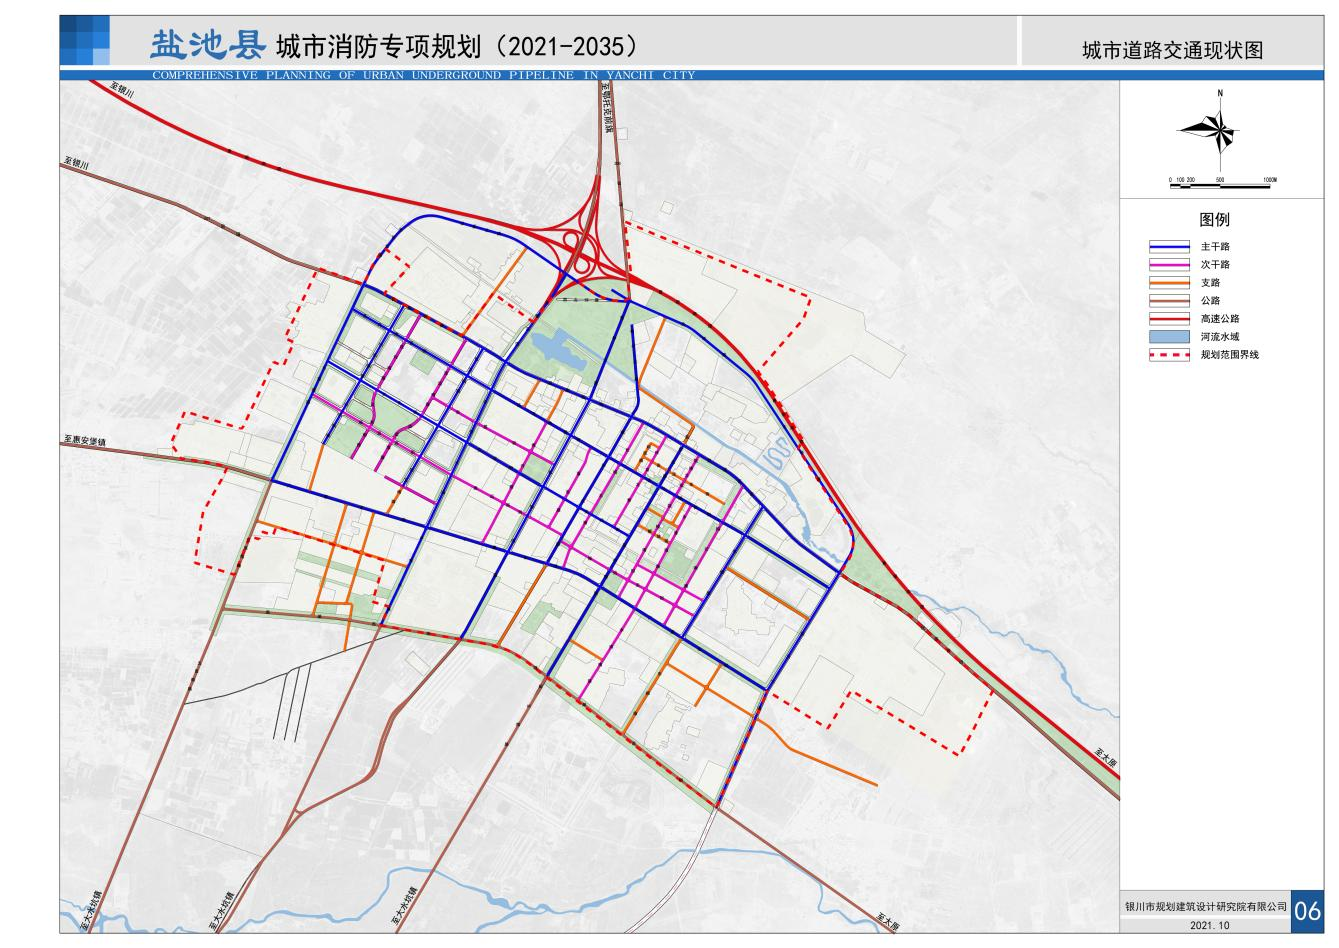 盐池县 城市消防专项规划（2021-2035）
城市道路交通现状图
COMPREHENSIVE PLANNING OF URBAN UNDERGROUND PIPELINE IN YANCHI CITY
至银川
至鄂托克前旗
至银川
至惠安堡镇
至太原
至大水坑镇
至大水坑镇
至大水坑镇
至太原
N
0 100 200 500 1000M
图例
主干路
次干路
支路
公路
高速公路
河流水域
规划范围界线
银川市规划建筑设计研究院有限公司
2021.10
06